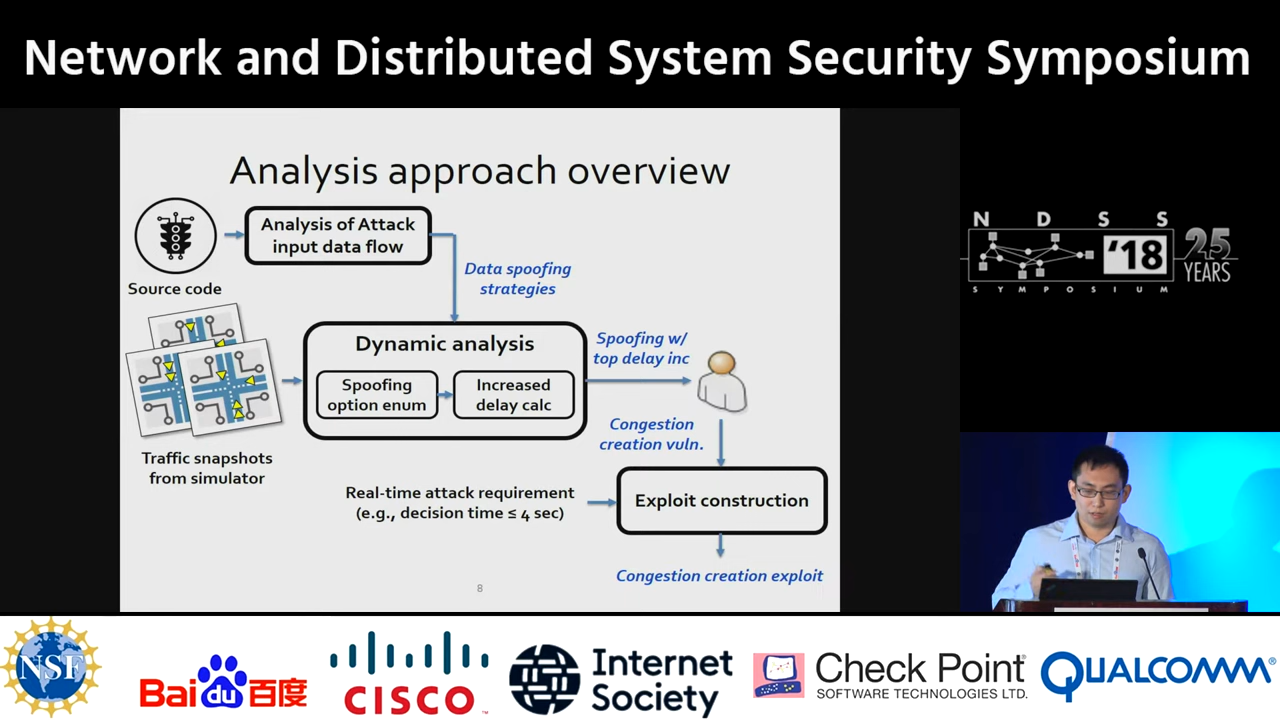 Network and Distributed System Security Symposium
Analysis approach overview
Analysis of Attack
input data flow
Source code
Data spoofing
strategies
Dynamic analysis
Spoofing
option enum
Increased
delay calc
Spoofing w/
top delay inc
Traffic snapshots
from simulator
Congestion
creation vuln.
Real-time attack requirement
(e.g., decision time ≤ 4 sec)
Exploit construction
Congestion creation exploit
8
N D S S
'18
SYMPOSIUM
25
YEARS
NSF
Bai du 百度
CISCO™
Internet
Society
Check Point®
SOFTWARE TECHNOLOGIES LTD.
QUALCOMM®